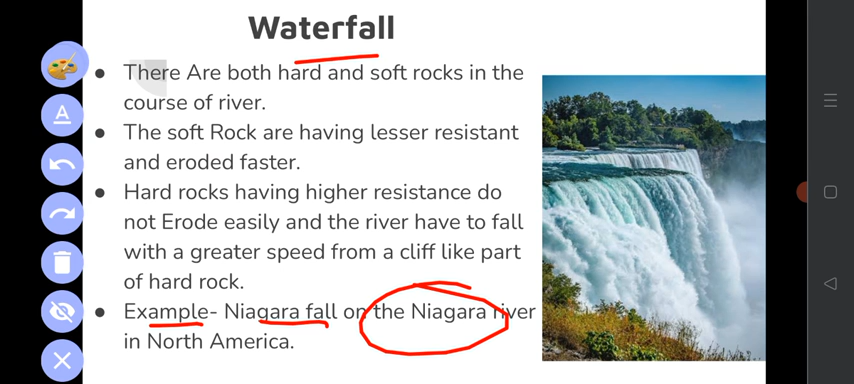 Waterfall
There Are both hard and soft rocks in the
course of river.
The soft Rock are having lesser resistant
and eroded faster.
Hard rocks having higher resistance do
not Erode easily and the river have to fall
with a greater speed from a cliff like part
of hard rock.
Example- Niagara fall on the Niagara river
in North America.